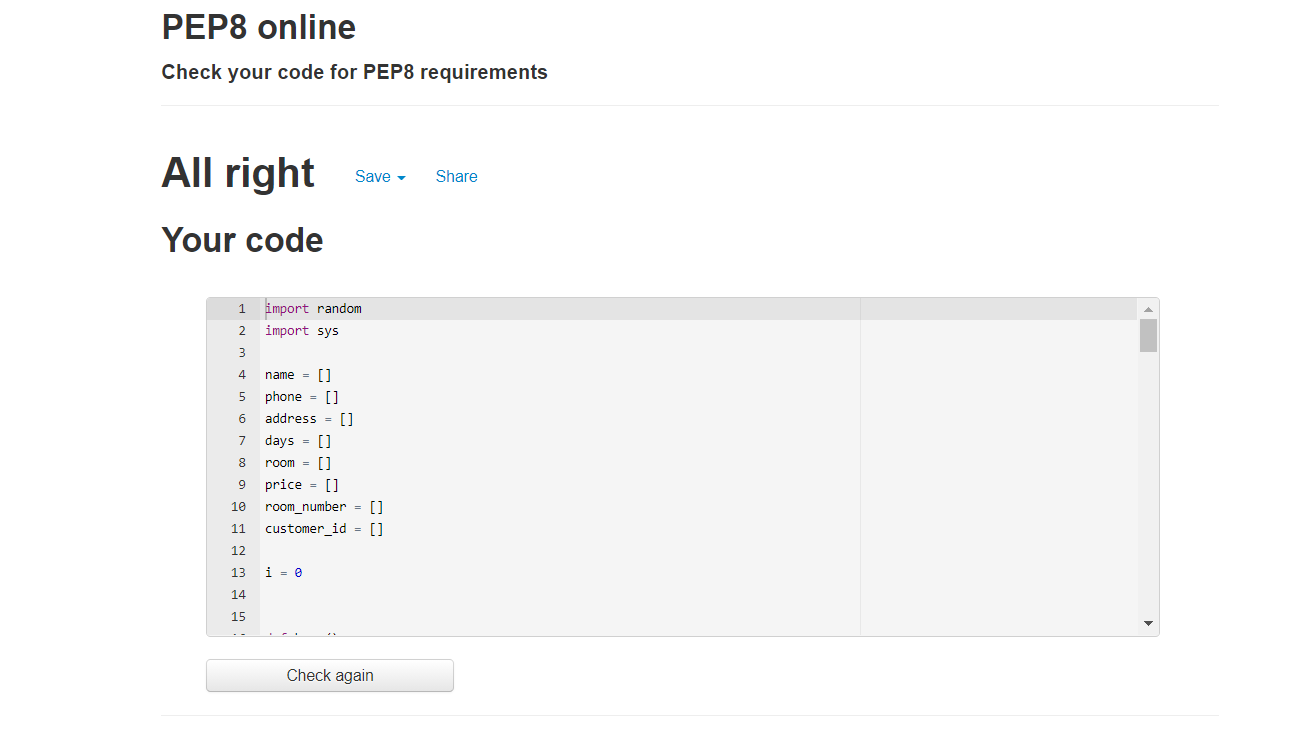 PEP8 online
Check your code for PEP8 requirements
All right Save Share
Your code
1 import random
2 import sys
3
4 name = []
5 phone = []
6 address = []
7 days = []
8 room = []
9 price = []
10 room_number = []
11 customer_id = []
12
13 i = 0
14
15
Check again